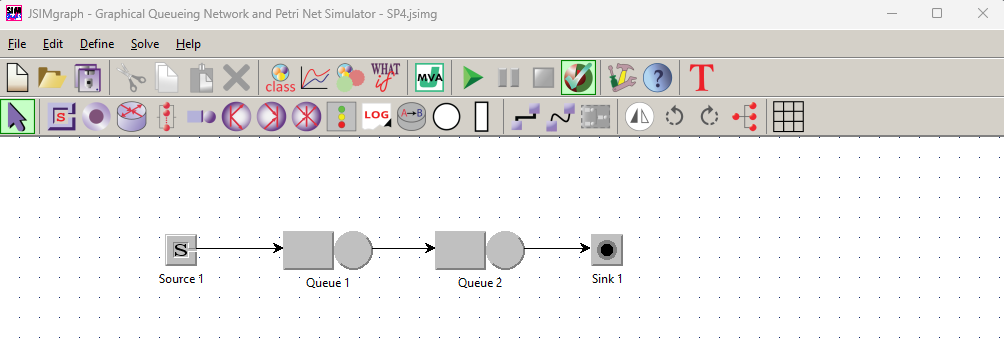 JSIMgraph - Graphical Queueing Network and Petri Net Simulator - SP4.jsimg
File Edit Define Solve Help
class WHAT if MVA T
S LOG A→B
S
Source 1 Queue 1 Queue 2 Sink 1